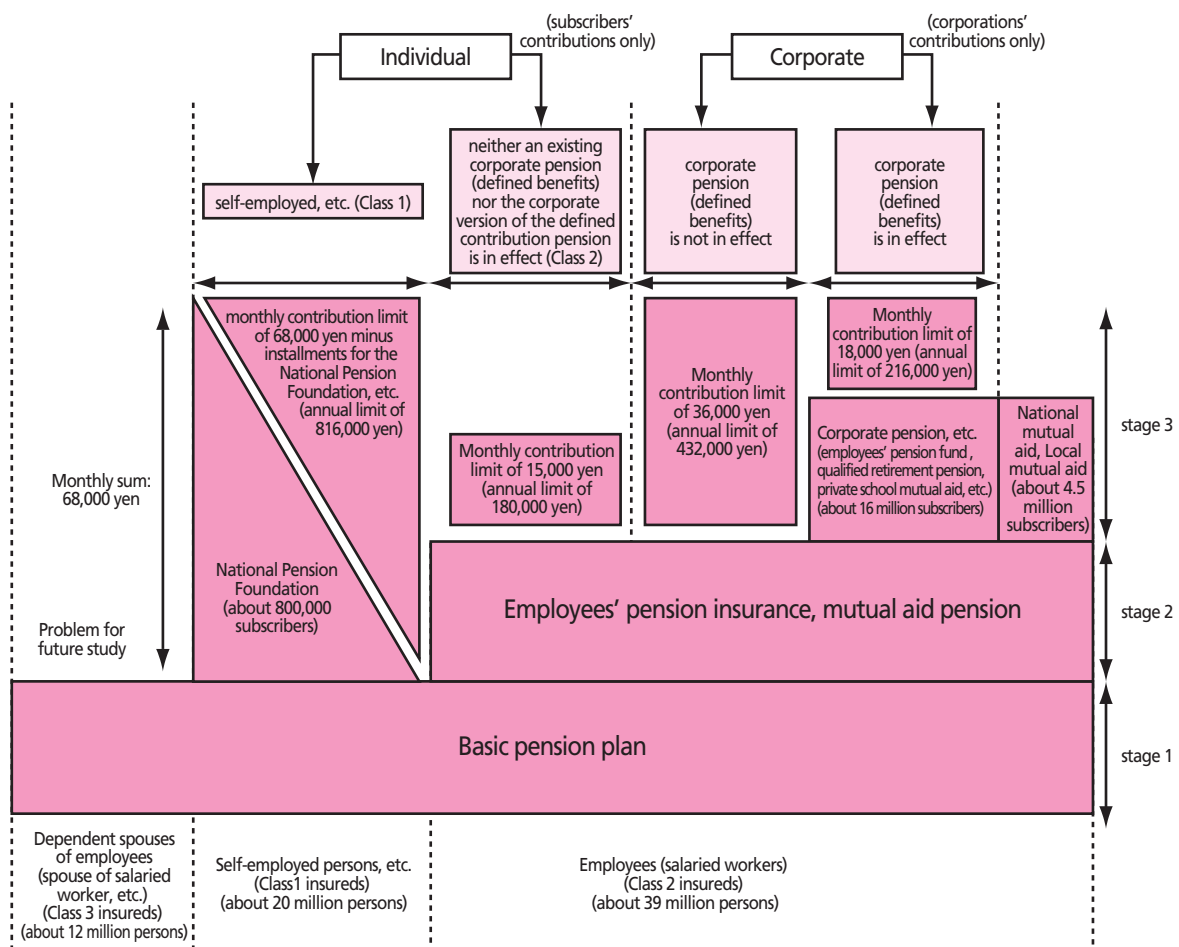 (subscribers’
contributions only)
(corporations’
contributions only)
Individual
Corporate
self-employed, etc. (Class 1)
neither an existing
corporate pension
(defined benefits)
nor the corporate
version of the defined
contribution pension
is in effect (Class 2)
corporate
pension
(defined
benefits)
is not in effect
corporate
pension
(defined
benefits)
is in effect
monthly contribution limit
of 68,000 yen minus
installments for the
National Pension
Foundation, etc.
(annual limit of
816,000 yen)
Monthly contribution
limit of 15,000 yen
(annual limit of
180,000 yen)
Monthly
contribution limit
of 36,000 yen
(annual limit of
432,000 yen)
Monthly
contribution limit of
18,000 yen (annual
limit of 216,000 yen)
Corporate pension, etc.
(employees’ pension fund ,
qualified retirement pension,
private school mutual aid, etc.)
(about 16 million subscribers)
National
mutual
aid, Local
mutual aid
(about 4.5
million
subscribers)
stage 3
Monthly sum:
68,000 yen
National Pension
Foundation
(about 800,000
subscribers)
Problem for
future study
Employees’ pension insurance, mutual aid pension
stage 2
Basic pension plan
stage 1
Dependent spouses
of employees
(spouse of salaried
worker, etc.)
(Class 3 insureds)
(about 12 million persons)
Self-employed persons, etc.
(Class1 insureds)
(about 20 million persons)
Employees (salaried workers)
(Class 2 insureds)
(about 39 million persons)